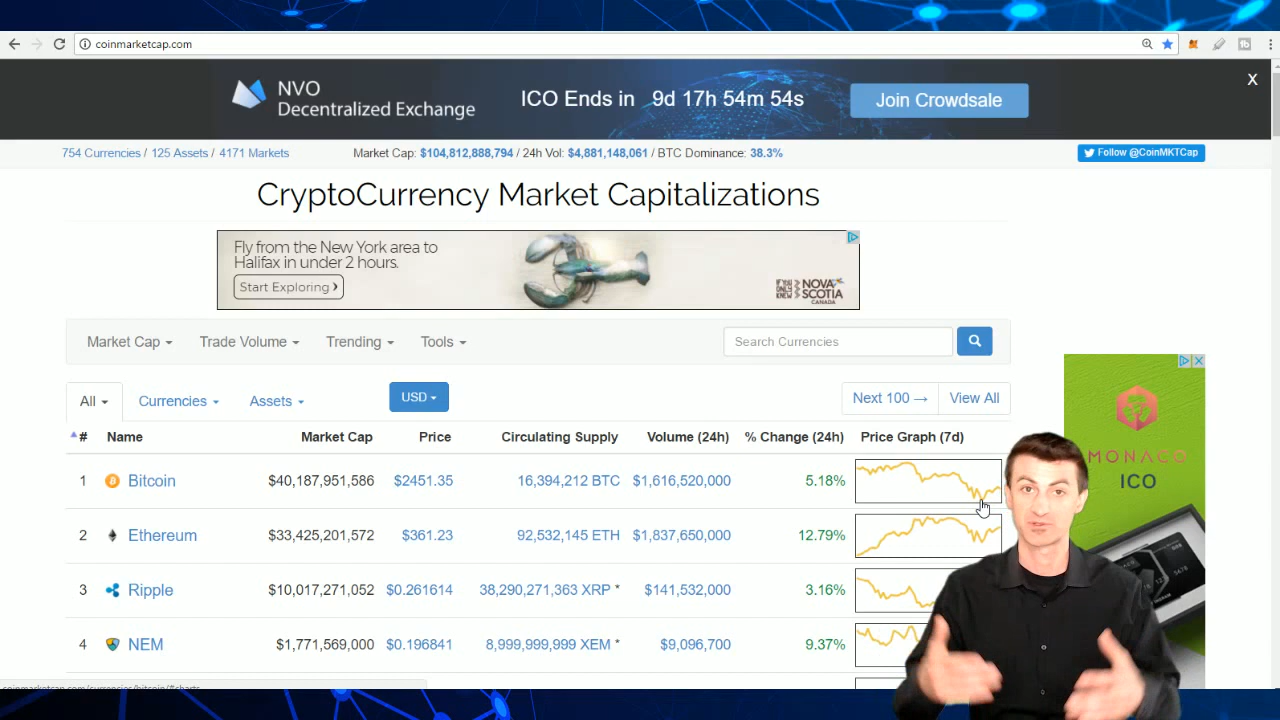 coinmarketcap.com
NVO
Decentralized Exchange
ICO Ends in 9d 17h 54m 54s
Join Crowdsale
X
754 Currencies / 125 Assets / 4171 Markets
Market Cap: $104,812,888,794 / 24h Vol: $4,881,148,061 / BTC Dominance: 38.3%
Follow @CoinMKTCap
CryptoCurrency Market Capitalizations
Fly from the New York area to
Halifax in under 2 hours.
Start Exploring
NOVA SCOTIA
CANADA
Market Cap Trade Volume Trending Tools
Search Currencies
All Currencies Assets USD Next 100 → View All
# Name Market Cap Price Circulating Supply Volume (24h) % Change (24h) Price Graph (7d)
1 Bitcoin $40,187,951,586 $2451.35 16,394,212 BTC $1,616,520,000 5.18%
2 Ethereum $33,425,201,572 $361.23 92,532,145 ETH $1,837,650,000 12.79%
3 Ripple $10,017,271,052 $0.261614 38,290,271,363 XRP * $141,532,000 3.16%
4 NEM $1,771,569,000 $0.196841 8,999,999,999 XEM * $9,096,700 9.37%
MONACO
ICO